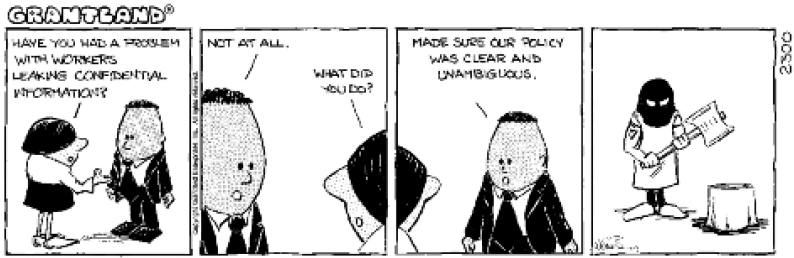 GRANTLAND®
HAVE YOU HAD A PROBLEM
WITH WORKERS
LEAKING CONFIDENTIAL
INFORMATION?
NOT AT ALL.
WHAT DID
YOU DO?
MADE SURE OUR POLICY
WAS CLEAR AND
UNAMBIGUOUS.
2300